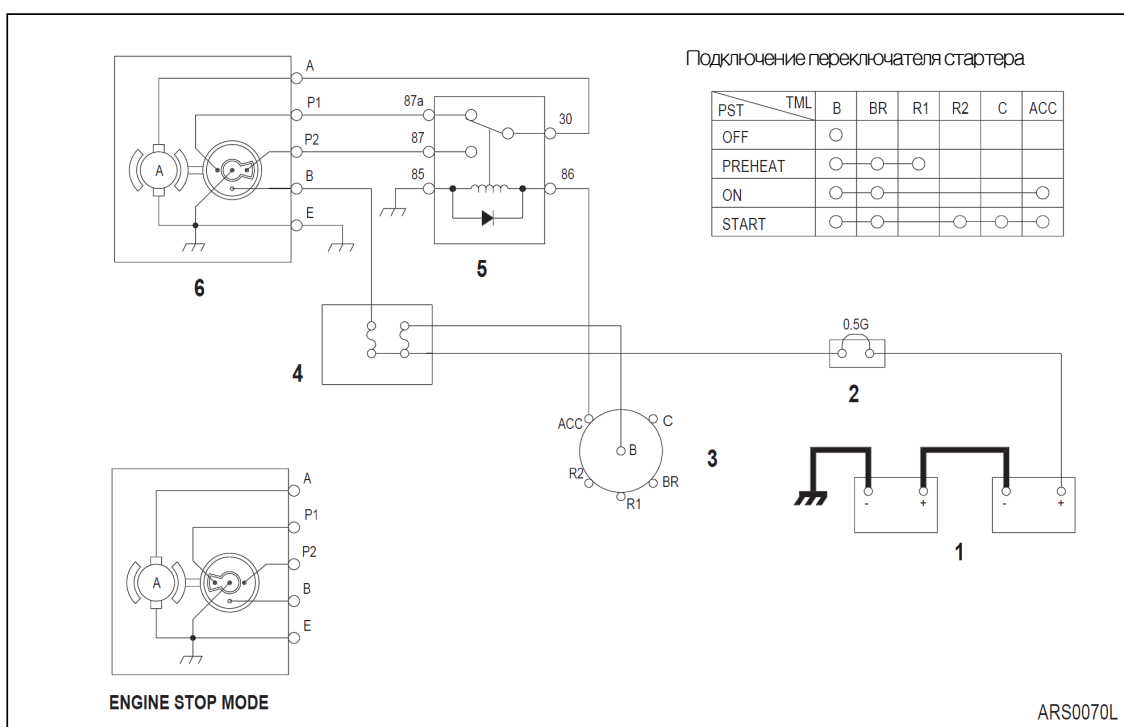 Подключение переключателя стартера
PST TML B BR R1 R2 C ACC
OFF
PREHEAT
ON
START
A
P1
P2
B
E
A
6
87a
87
85
30
86
5
4
0.5G
2
ACC
C
B
R2
BR
R1
3
- + - +
1
A
P1
P2
B
E
A
ENGINE STOP MODE
ARS0070L